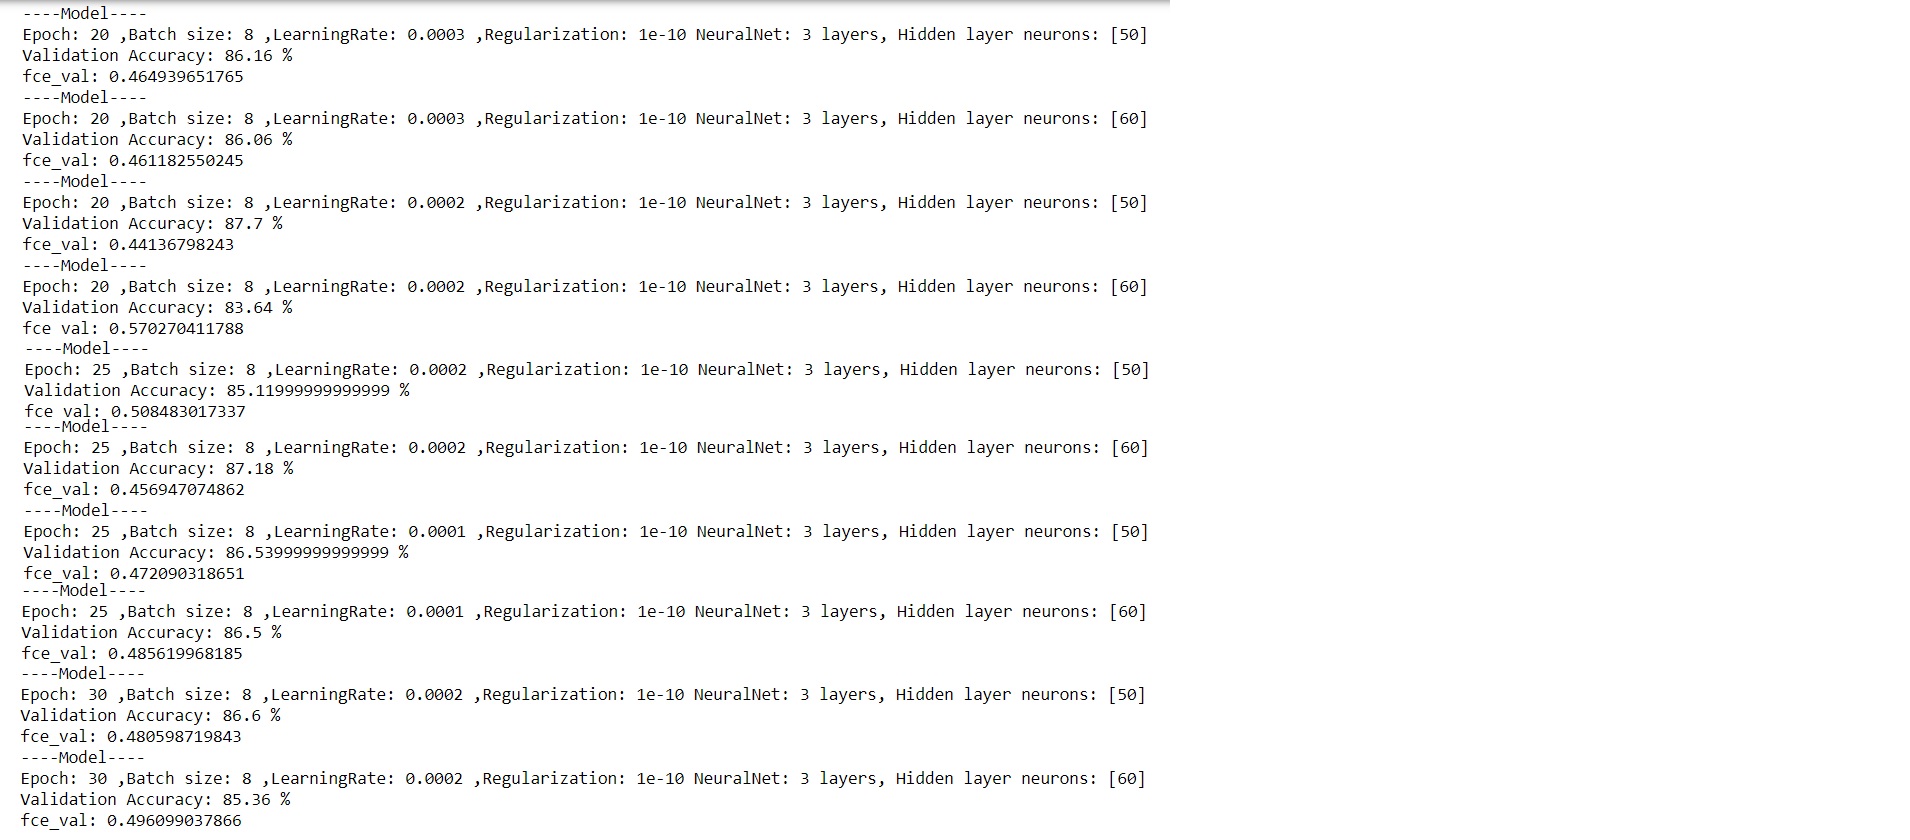 ----Model----
Epoch: 20 ,Batch size: 8 ,LearningRate: 0.0003 ,Regularization: 1e-10 NeuralNet: 3 layers, Hidden layer neurons: [50]
Validation Accuracy: 86.16 %
fce_val: 0.464939651765
----Model----
Epoch: 20 ,Batch size: 8 ,LearningRate: 0.0003 ,Regularization: 1e-10 NeuralNet: 3 layers, Hidden layer neurons: [60]
Validation Accuracy: 86.06 %
fce_val: 0.461182550245
----Model----
Epoch: 20 ,Batch size: 8 ,LearningRate: 0.0002 ,Regularization: 1e-10 NeuralNet: 3 layers, Hidden layer neurons: [50]
Validation Accuracy: 87.7 %
fce_val: 0.44136798243
----Model----
Epoch: 20 ,Batch size: 8 ,LearningRate: 0.0002 ,Regularization: 1e-10 NeuralNet: 3 layers, Hidden layer neurons: [60]
Validation Accuracy: 83.64 %
fce val: 0.570270411788
----Model----
Epoch: 25 ,Batch size: 8 ,LearningRate: 0.0002 ,Regularization: 1e-10 NeuralNet: 3 layers, Hidden layer neurons: [50]
Validation Accuracy: 85.11999999999999 %
fce val: 0.508483017337
----Model----
Epoch: 25 ,Batch size: 8 ,LearningRate: 0.0002 ,Regularization: 1e-10 NeuralNet: 3 layers, Hidden layer neurons: [60]
Validation Accuracy: 87.18 %
fce_val: 0.456947074862
----Model----
Epoch: 25 ,Batch size: 8 ,LearningRate: 0.0001 ,Regularization: 1e-10 NeuralNet: 3 layers, Hidden layer neurons: [50]
Validation Accuracy: 86.53999999999999 %
fce_val: 0.472090318651
----Model----
Epoch: 25 ,Batch size: 8 ,LearningRate: 0.0001 ,Regularization: 1e-10 NeuralNet: 3 layers, Hidden layer neurons: [60]
Validation Accuracy: 86.5 %
fce_val: 0.485619968185
----Model----
Epoch: 30 ,Batch size: 8 ,LearningRate: 0.0002 ,Regularization: 1e-10 NeuralNet: 3 layers, Hidden layer neurons: [50]
Validation Accuracy: 86.6 %
fce_val: 0.480598719843
----Model----
Epoch: 30 ,Batch size: 8 ,LearningRate: 0.0002 ,Regularization: 1e-10 NeuralNet: 3 layers, Hidden layer neurons: [60]
Validation Accuracy: 85.36 %
fce_val: 0.496099037866